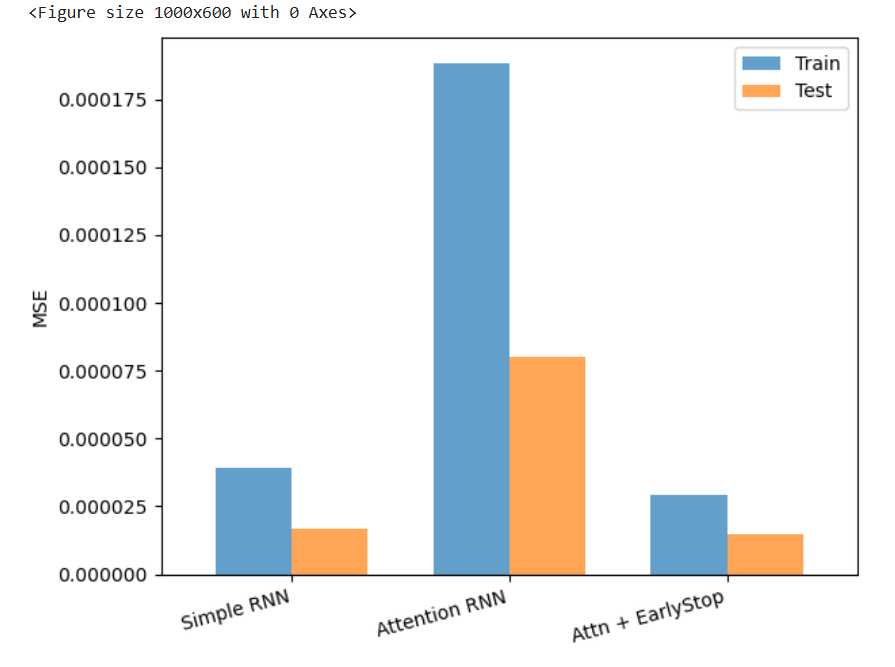 <Figure size 1000x600 with 0 Axes>
Train
Test
0.000175
0.000150
0.000125
0.000100
0.000075
0.000050
0.000025
0.000000
MSE
Simple RNN
Attention RNN
Attn + EarlyStop